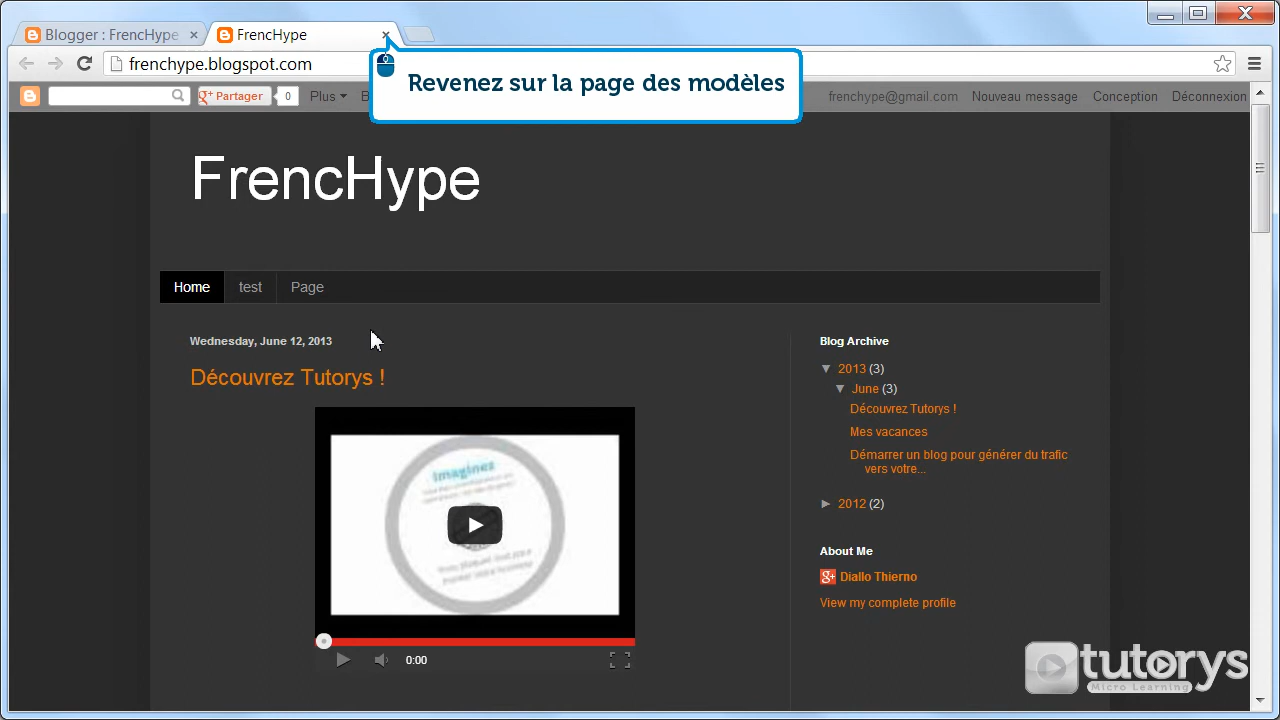 Blogger : FrencHype
FrencHype
frenchype.blogspot.com
Revenez sur la page des modèles
Partager
0
Plus
B
frenchype@gmail.com
Nouveau message
Conception
Déconnexion
FrencHype
Home
test
Page
Wednesday, June 12, 2013
Découvrez Tutorys !
Imaginez
0:00
Blog Archive
2013 (3)
June (3)
Découvrez Tutorys !
Mes vacances
Démarrer un blog pour générer du trafic
vers votre...
2012 (2)
About Me
Diallo Thierno
View my complete profile
tutorys
Micro Learning